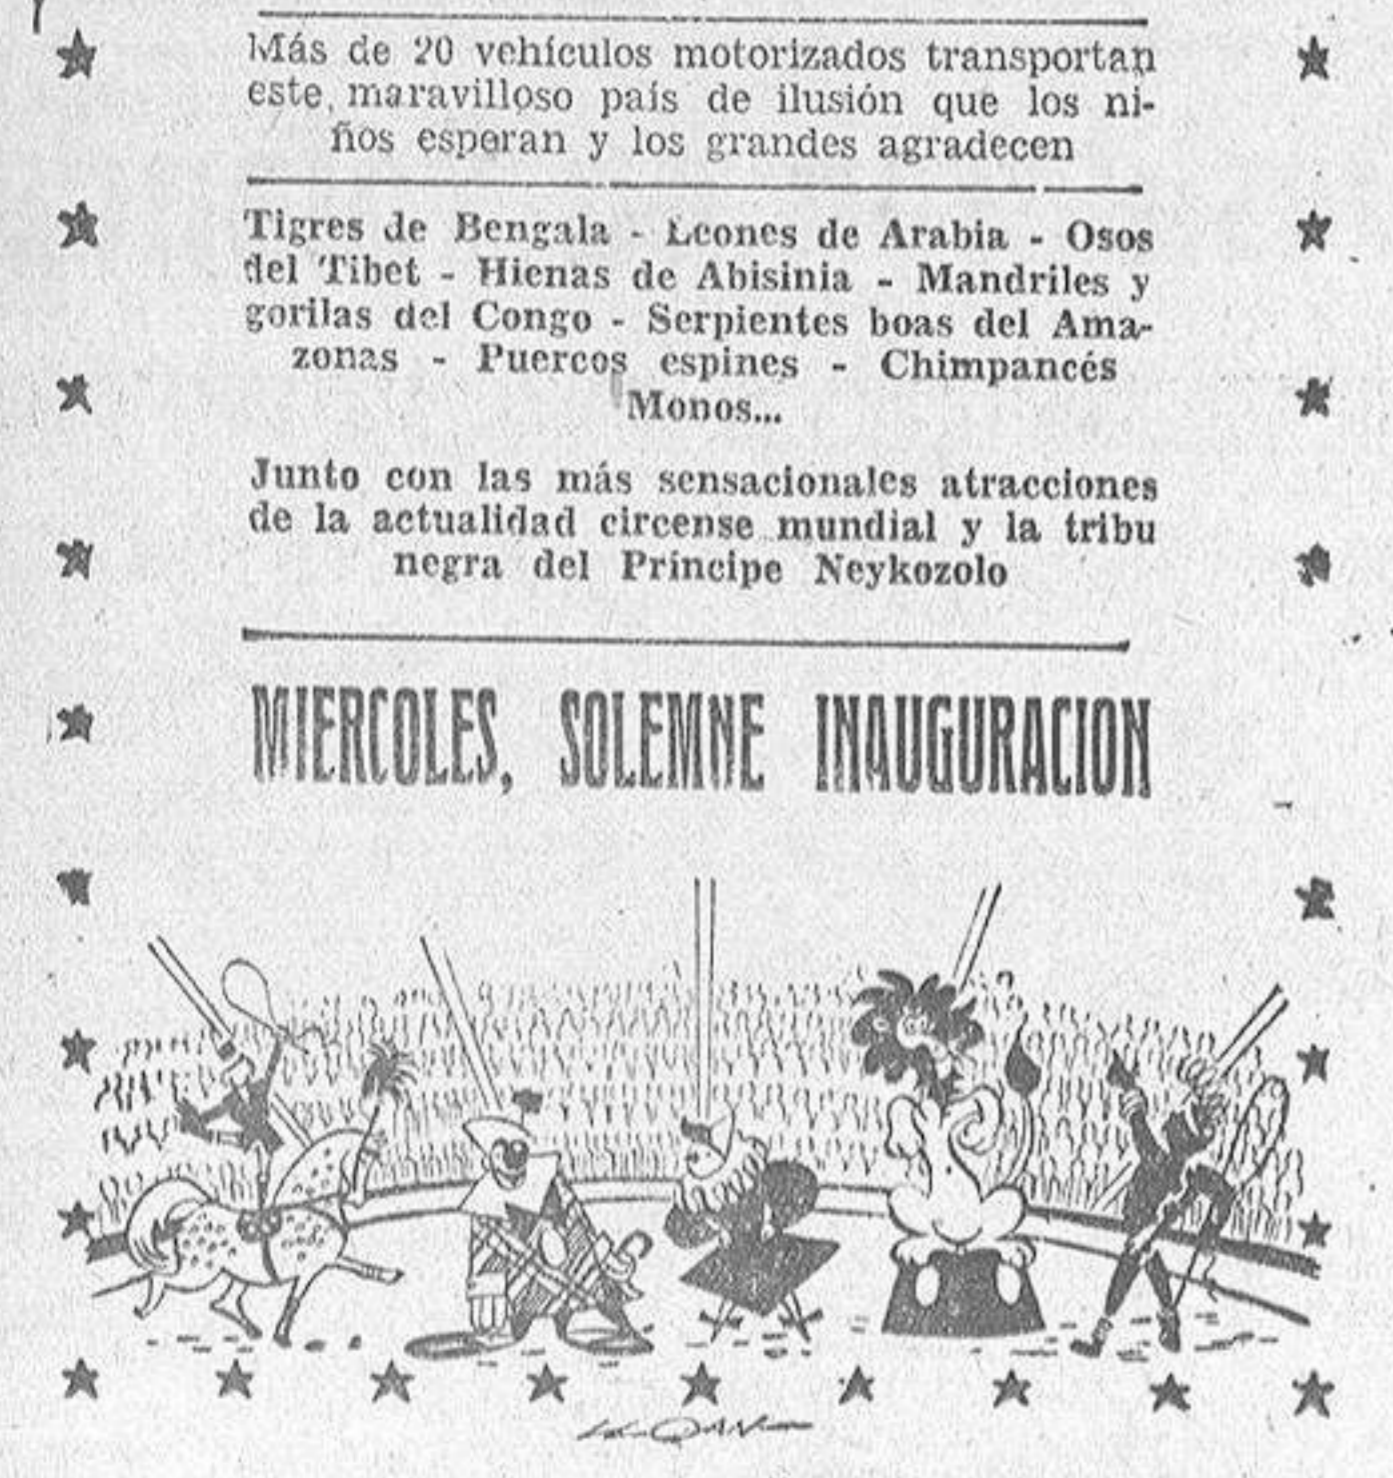 Más de 20 vehículos motorizados transportan
este maravilloso país de ilusión que los ni-
ños esperan y los grandes agradecen
Tigres de Bengala - Leones de Arabia - Osos
del Tibet - Hienas de Abisinia - Mandriles y
gorilas del Congo - Serpientes boas del Ama-
zonas - Puercos espines - Chimpancés
Monos...
Junto con las más sensacionales atracciones
de la actualidad circense mundial y la tribu
negra del Príncipe Neykozolo
MIERCOLES, SOLEMNE INAUGURACION